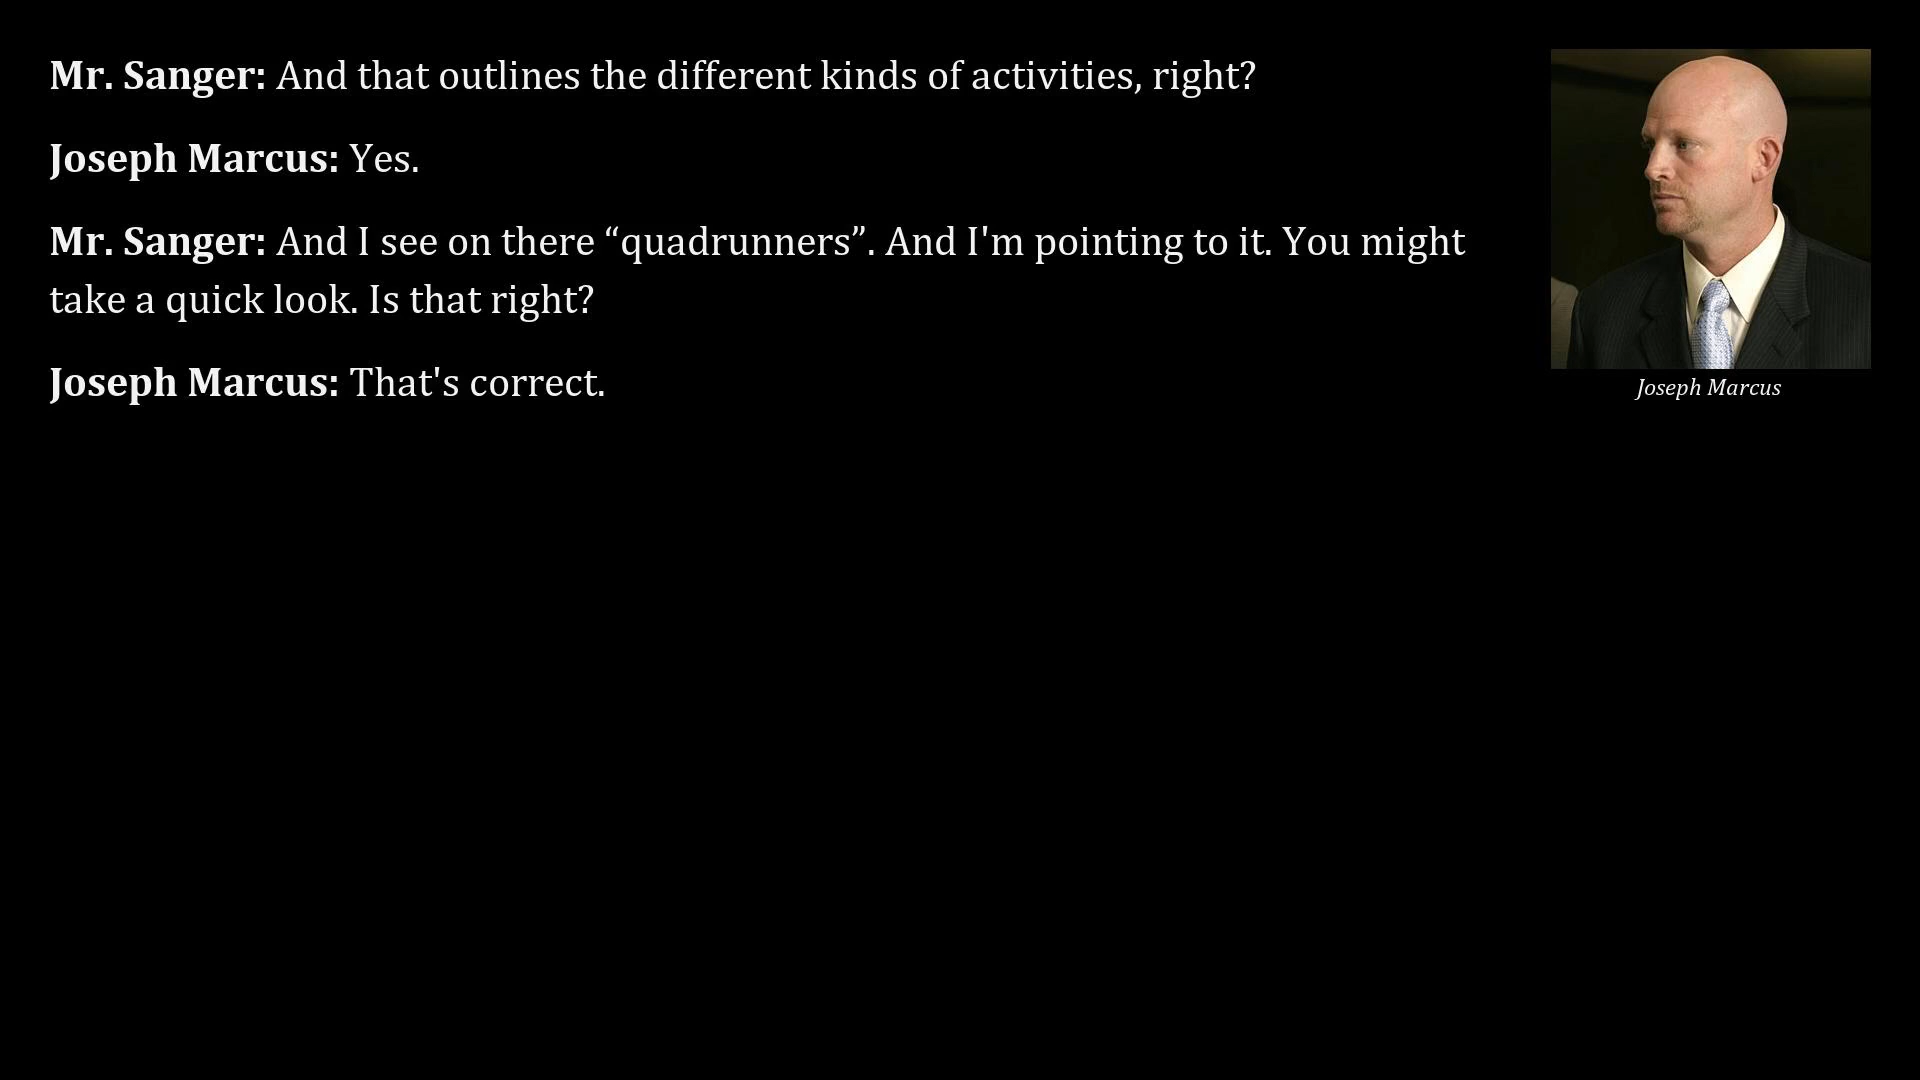 Mr. Sanger: And that outlines the different kinds of activities, right?
Joseph Marcus: Yes.
Mr. Sanger: And I see on there “quadrunners”. And I'm pointing to it. You might
take a quick look. Is that right?
Joseph Marcus: That's correct.
Joseph Marcus